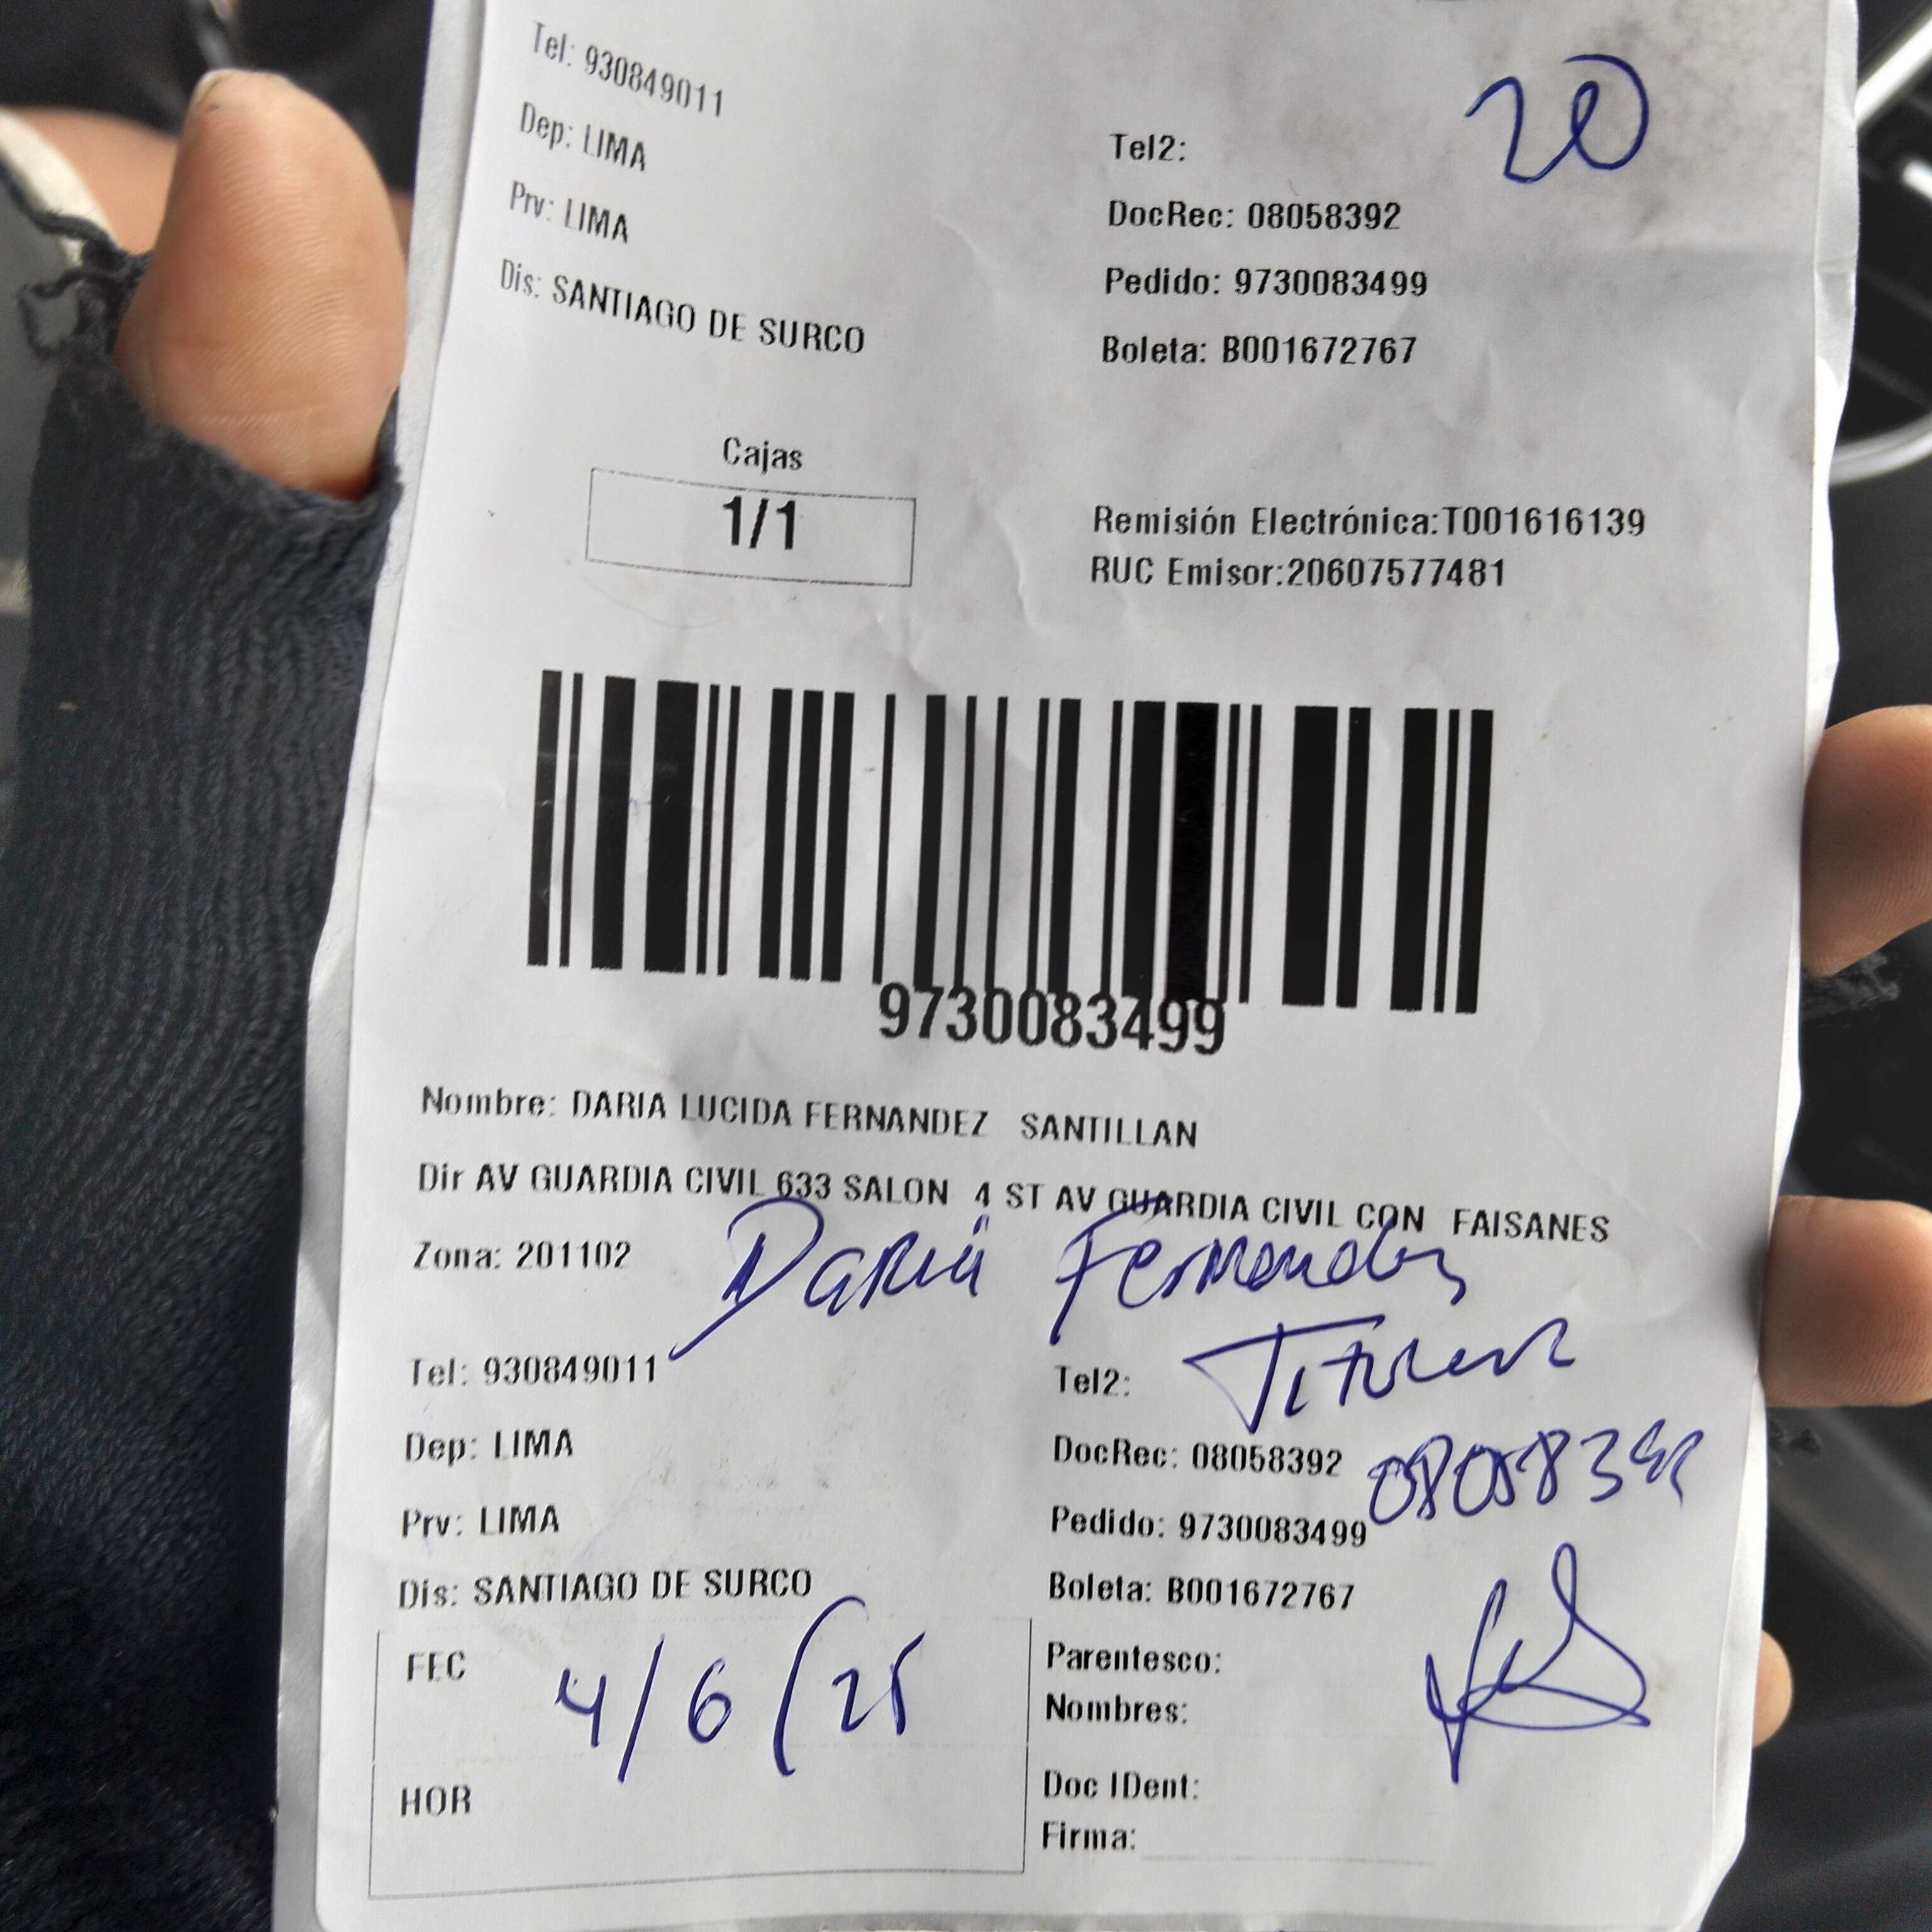 Tel: 930849011
Dep: LIMA
Prv: LIMA
Dis: SANTIAGO DE SURCO
20
Tel2:
DocRec: 08058392
Pedido: 9730083499
Boleta: B001672767
Cajas
1/1
Remisión Electrónica:T001616139
RUC Emisor:20607577481
9730083499
Nombre: DARIA LUCIDA FERNANDEZ SANTILLAN
Dir AV GUARDIA CIVIL 633 SALON 4 ST AV GUARDIA CIVIL CON FAISANES
Zona: 201102
Daria Fernandez
Tel: 930849011
Dep: LIMA
Prv: LIMA
Dis: SANTIAGO DE SURCO
Tel2:
DocRec: 08058392
Pedido: 9730083499
Boleta: B001672767
FEC 4/6/25
HOR
Parentesco:
Nombres:
Doc IDent:
Firma: